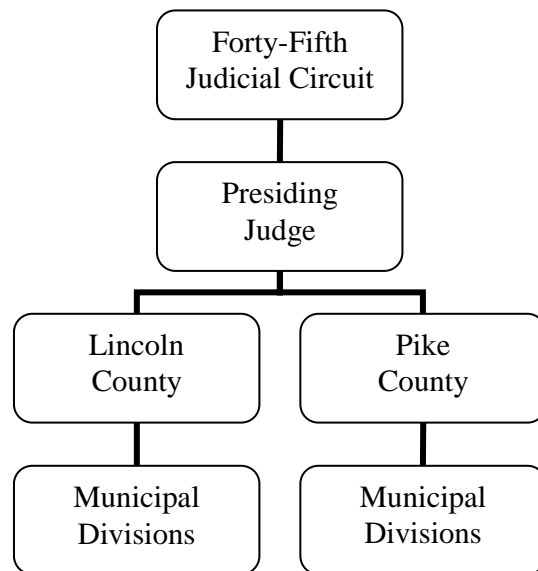 Forty-Fifth
Judicial Circuit
Presiding
Judge
Lincoln
County
Pike
County
Municipal
Divisions
Municipal
Divisions